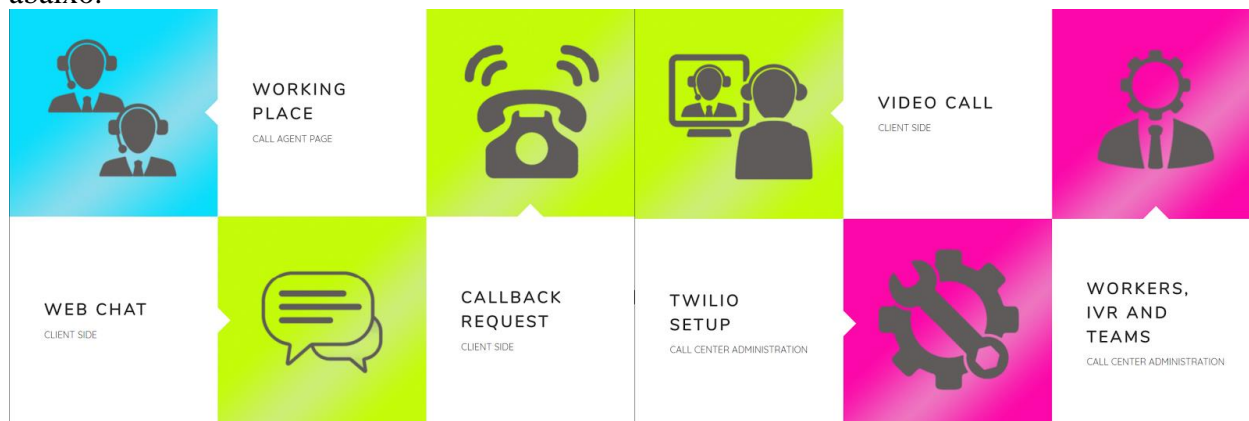 abaixo:
WORKING
PLACE
CALL AGENT PAGE
VIDEO CALL
CLIENT SIDE
WEB CHAT
CLIENT SIDE
CALLBACK
REQUEST
CLIENT SIDE
TWILIO
SETUP
CALL CENTER ADMINISTRATION
WORKERS,
IVR AND
TEAMS
CALL CENTER ADMINISTRATION